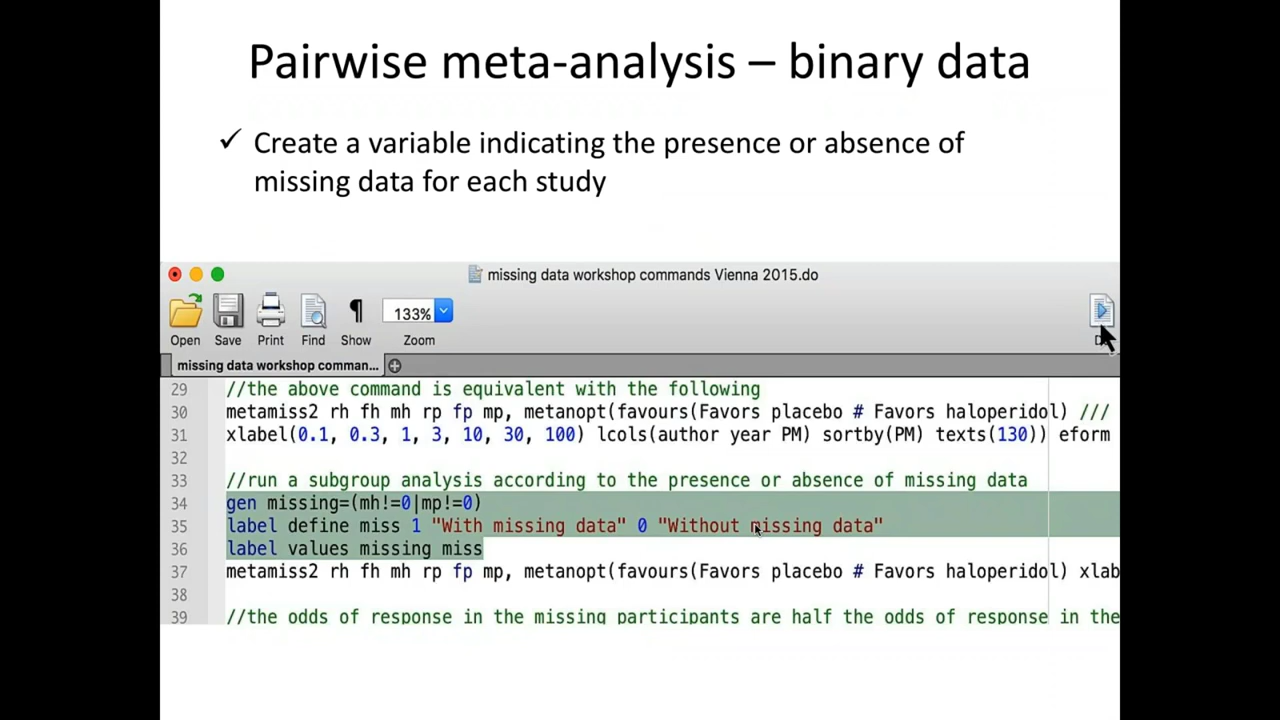 Pairwise meta-analysis – binary data
✓ Create a variable indicating the presence or absence of
missing data for each study
missing data workshop commands Vienna 2015.do
133%
Open Save Print Find Show Zoom
missing data workshop comman...
29 //the above command is equivalent with the following
30 metamiss2 rh fh mh rp fp mp, metanopt(favours(Favors placebo # Favors haloperidol) ///
31 xlabel(0.1, 0.3, 1, 3, 10, 30, 100) lcols(author year PM) sortby(PM) texts(130)) eform
32
33 //run a subgroup analysis according to the presence or absence of missing data
34 gen missing=(mh!=0|mp!=0)
35 label define miss 1 "With missing data" 0 "Without missing data"
36 label values missing miss
37 metamiss2 rh fh mh rp fp mp, metanopt(favours(Favors placebo # Favors haloperidol) xlab
38
39 //the odds of response in the missing participants are half the odds of response in the